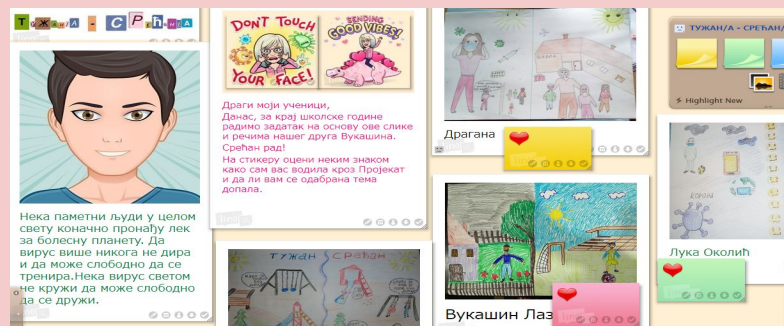 Тужан/а - Срећан/а
Нека паметни људи у целом
свету коначно пронађу лек
за болесну планету. Да
вирус више никога не дира
и да може слободно да се
тренира.Нека вирус светом
не кружи да може слободно
да се дружи.
DON'T TOUCH
YOUR FACE!
SENDING
GOOD VIBES!
Драги моји ученици,
Данас, за крај школске године
радимо задатак на основу ове слике
и речима нашег друга Вукашина.
Срећан рад!
На стикеру оцени неким знаком
како сам вас водила кроз Пројекат
и да ли вам се одабрана тема
допала.
ТУЖАН СРЕЋАН
Драгана
Вукашин Лаз
ТУЖАН/А - СРЕЋАН/
Highlight New
КОРОНА
Лука Околић